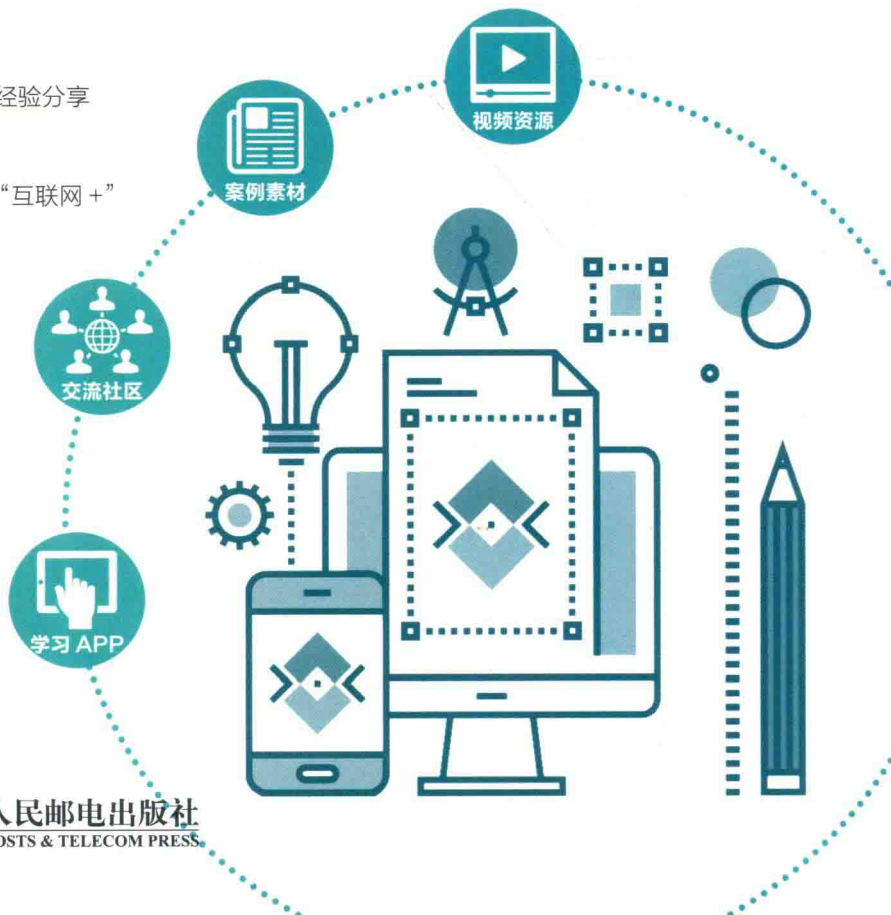 经验分享
“互联网 +”
视频资源
案例素材
交流社区
学习 APP
人民邮电出版社
OSTS & TELECOM PRESS